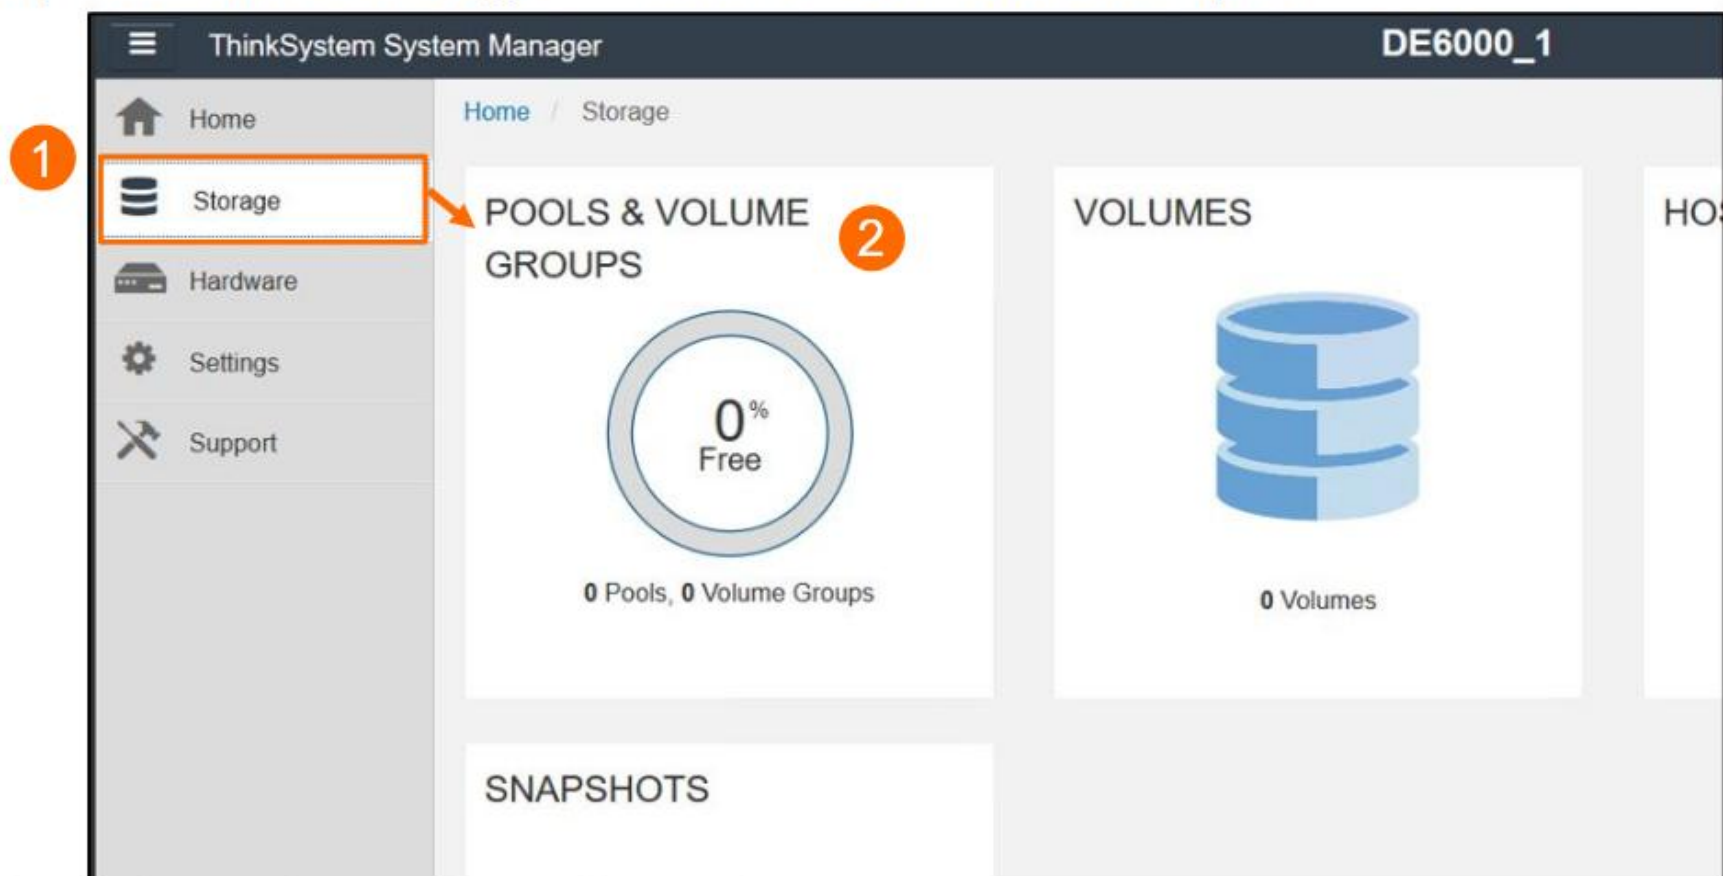 ThinkSystem System Manager
DE6000_1
Home
Home / Storage
1
Storage
POOLS & VOLUME
GROUPS
2
VOLUMES
Hardware
Settings
0%
Free
Support
0 Pools, 0 Volume Groups
0 Volumes
SNAPSHOTS